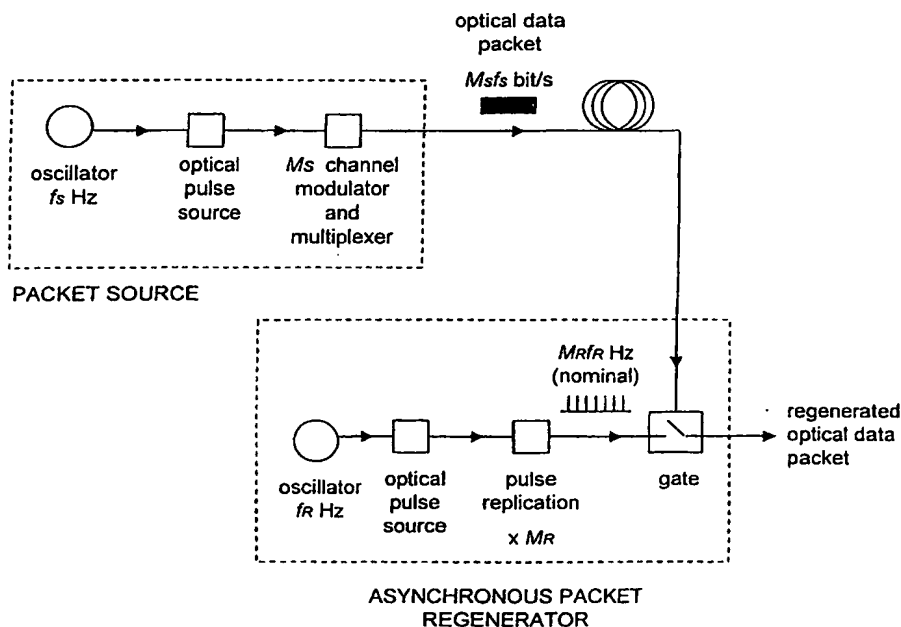 optical data
packet
Msfs bit/s
oscillator
fs Hz
optical
pulse
source
Ms channel
modulator
and
multiplexer
PACKET SOURCE
MRfR Hz
(nominal)
oscillator
fR Hz
optical
pulse
source
pulse
replication
x MR
gate
regenerated
optical data
packet
ASYNCHRONOUS PACKET
REGENERATOR